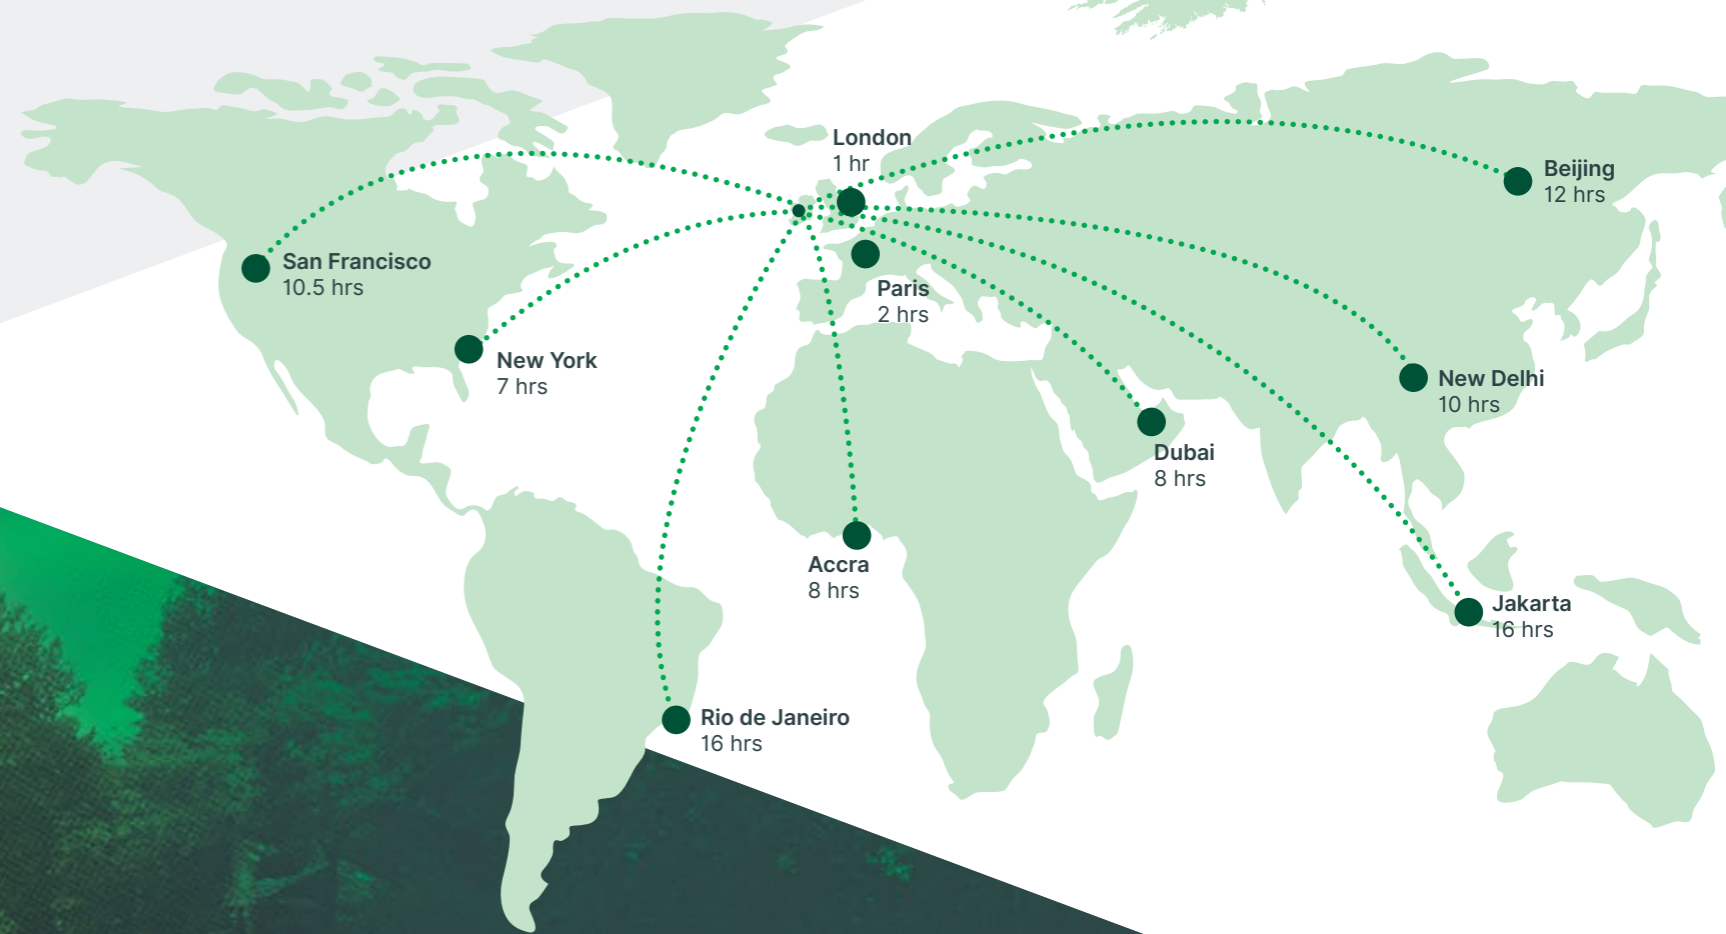 London
1 hr
Beijing
12 hrs
San Francisco
10.5 hrs
Paris
2 hrs
New York
7 hrs
New Delhi
10 hrs
Dubai
8 hrs
Accra
8 hrs
Jakarta
16 hrs
Rio de Janeiro
16 hrs